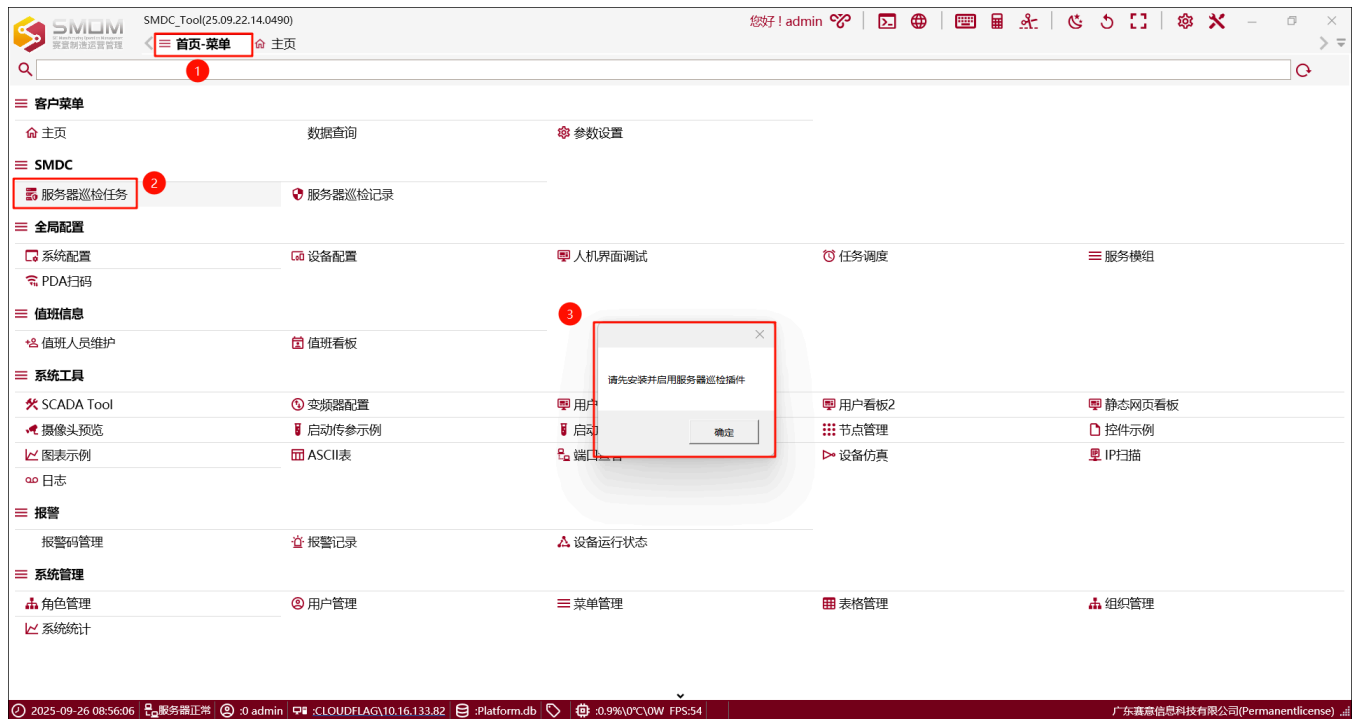 SMOM
赛意制造运营管理
SMDC_Tool(25.09.22.14.0490)
您好！admin
首页-菜单
主页
1
客户菜单
主页 数据查询 参数设置
SMDC
2
服务器巡检任务 服务器巡检记录
全局配置
系统配置 设备配置 人机界面调试 任务调度 服务模组
PDA扫码
值班信息
3
值班人员维护 值班看板
请先安装并启用服务器巡检插件
确定
系统工具
SCADA Tool 变频器配置 用户 用户看板2 静态网页看板
摄像头预览 启动传参示例 启动 节点管理 控件示例
图表示例 ASCII表 端口 设备仿真 IP扫描
日志
报警
报警码管理 报警记录 设备运行状态
系统管理
角色管理 用户管理 菜单管理 表格管理 组织管理
系统统计
2025-09-26 08:56:06 服务器正常 :0 admin :CLOUDFLAG\10.16.133.82 :Platform.db :0.9%\0°C\0W FPS:54 广东赛意信息科技有限公司(Permanentlicense)